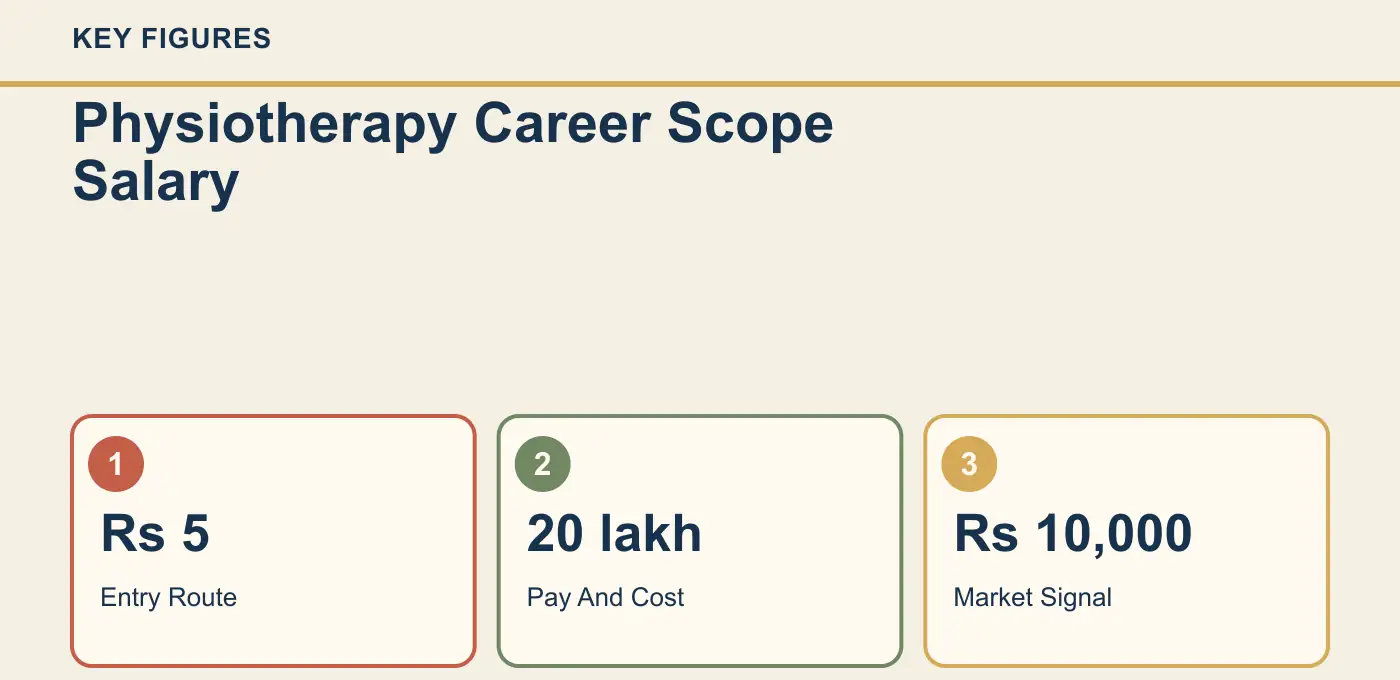 KEY FIGURES
Physiotherapy Career Scope
Salary
1
Rs 5
Entry Route
2
20 lakh
Pay And Cost
3
Rs 10,000
Market Signal